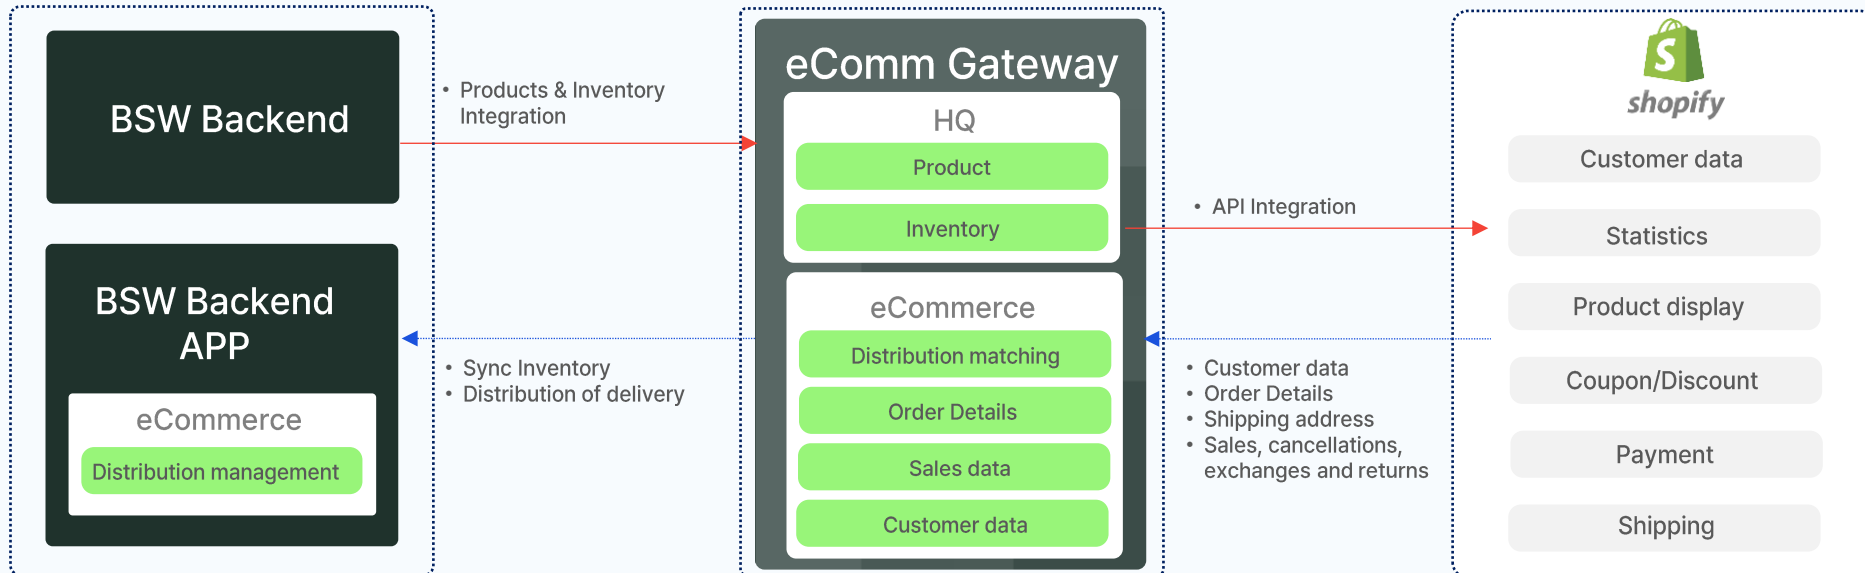 BSW Backend
BSW Backend
APP
eCommerce
Distribution management
• Products & Inventory
Integration
• Sync Inventory
• Distribution of delivery
eComm Gateway
HQ
Product
Inventory
eCommerce
Distribution matching
Order Details
Sales data
Customer data
• API Integration
• Customer data
• Order Details
• Shipping address
• Sales, cancellations,
exchanges and returns
S
shopify
Customer data
Statistics
Product display
Coupon/Discount
Payment
Shipping